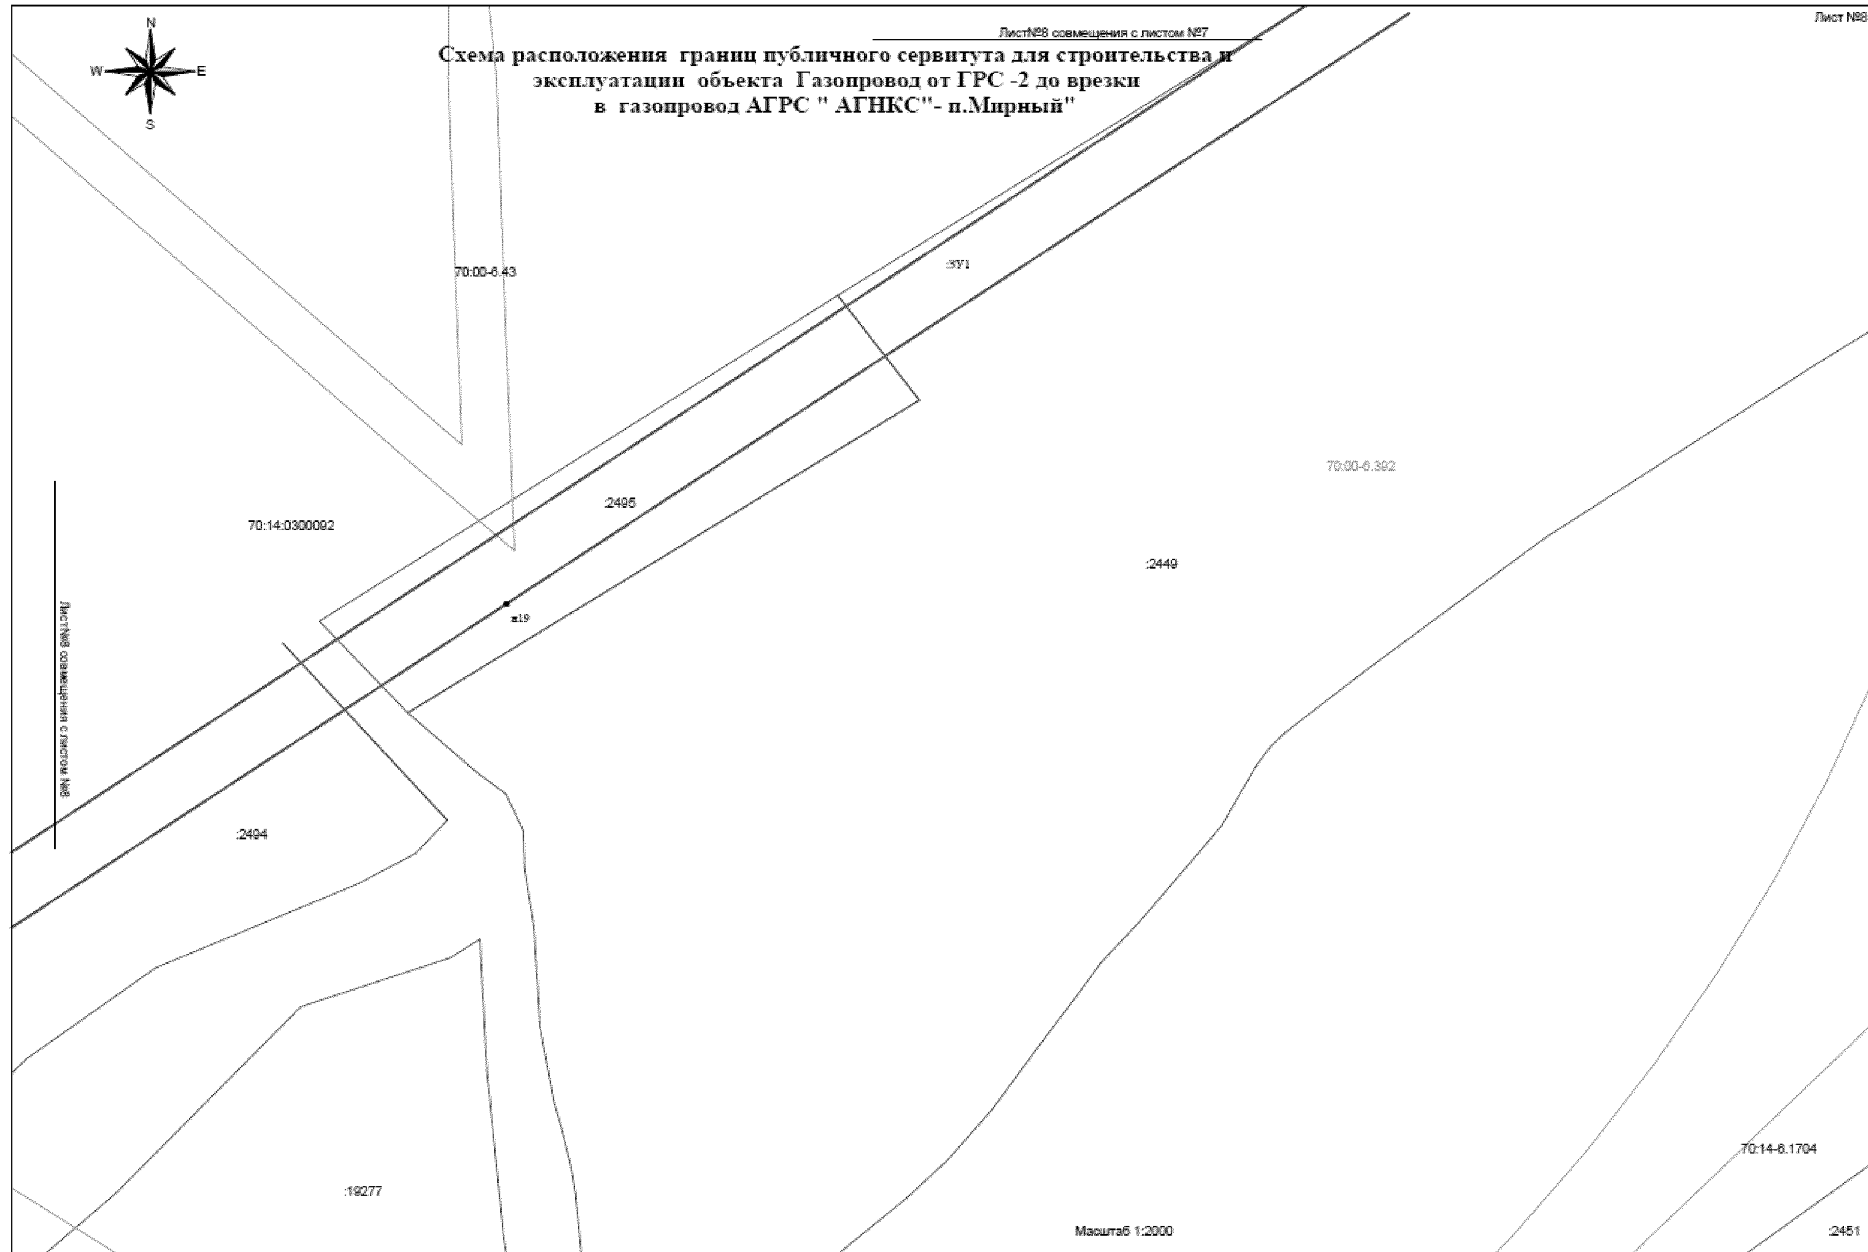 Лист №8
N
W E
S
Лист№8 совмещения с листом №7
Схема расположения границ публичного сервитута для строительства и
эксплуатации объекта Газопровод от ГРС -2 до врезки
в газопровод АГРС " АГНКС"- п.Мирный"
70:00-6.43
:ЗУ1
70:00-6.392
:2495
70:14:0300092
:2449
н19
Лист№8 совмещения с листом
:2494
70:14-6.1704
:19277
Масштаб 1:2000
:2451